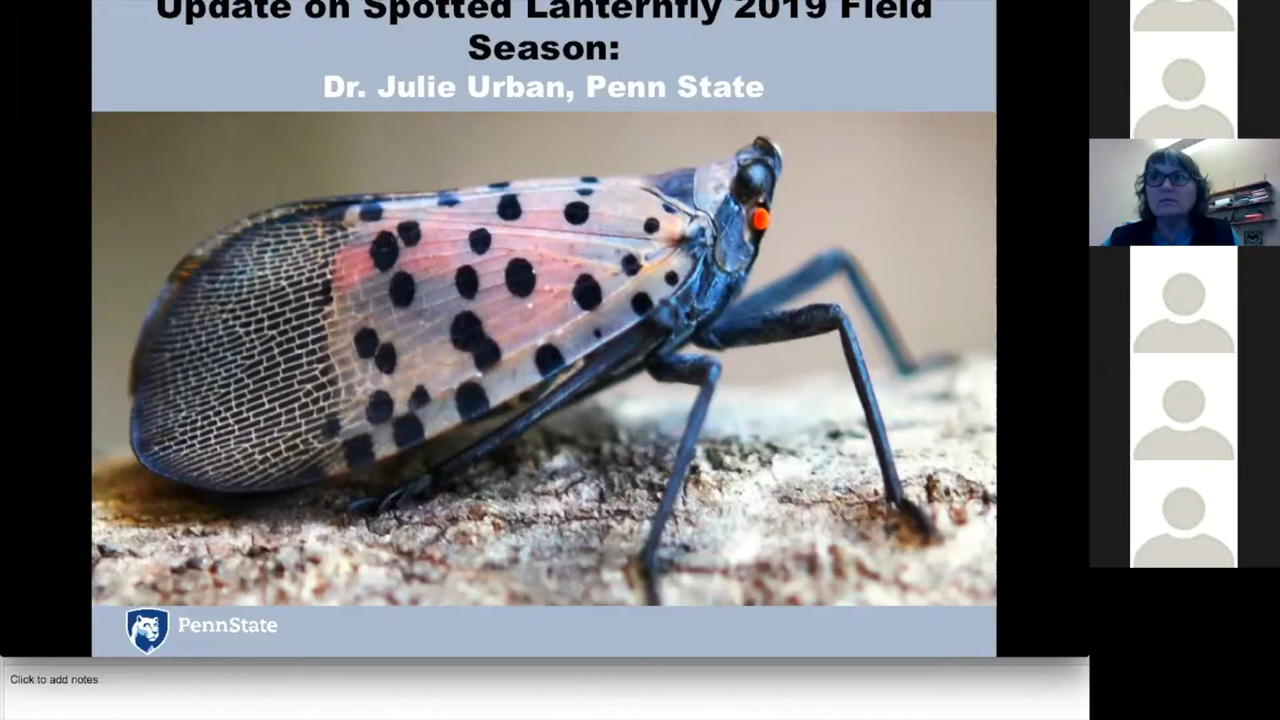 Update on Spotted Lanternfly 2019 Field
Season:
Dr. Julie Urban, Penn State
PennState
Click to add notes